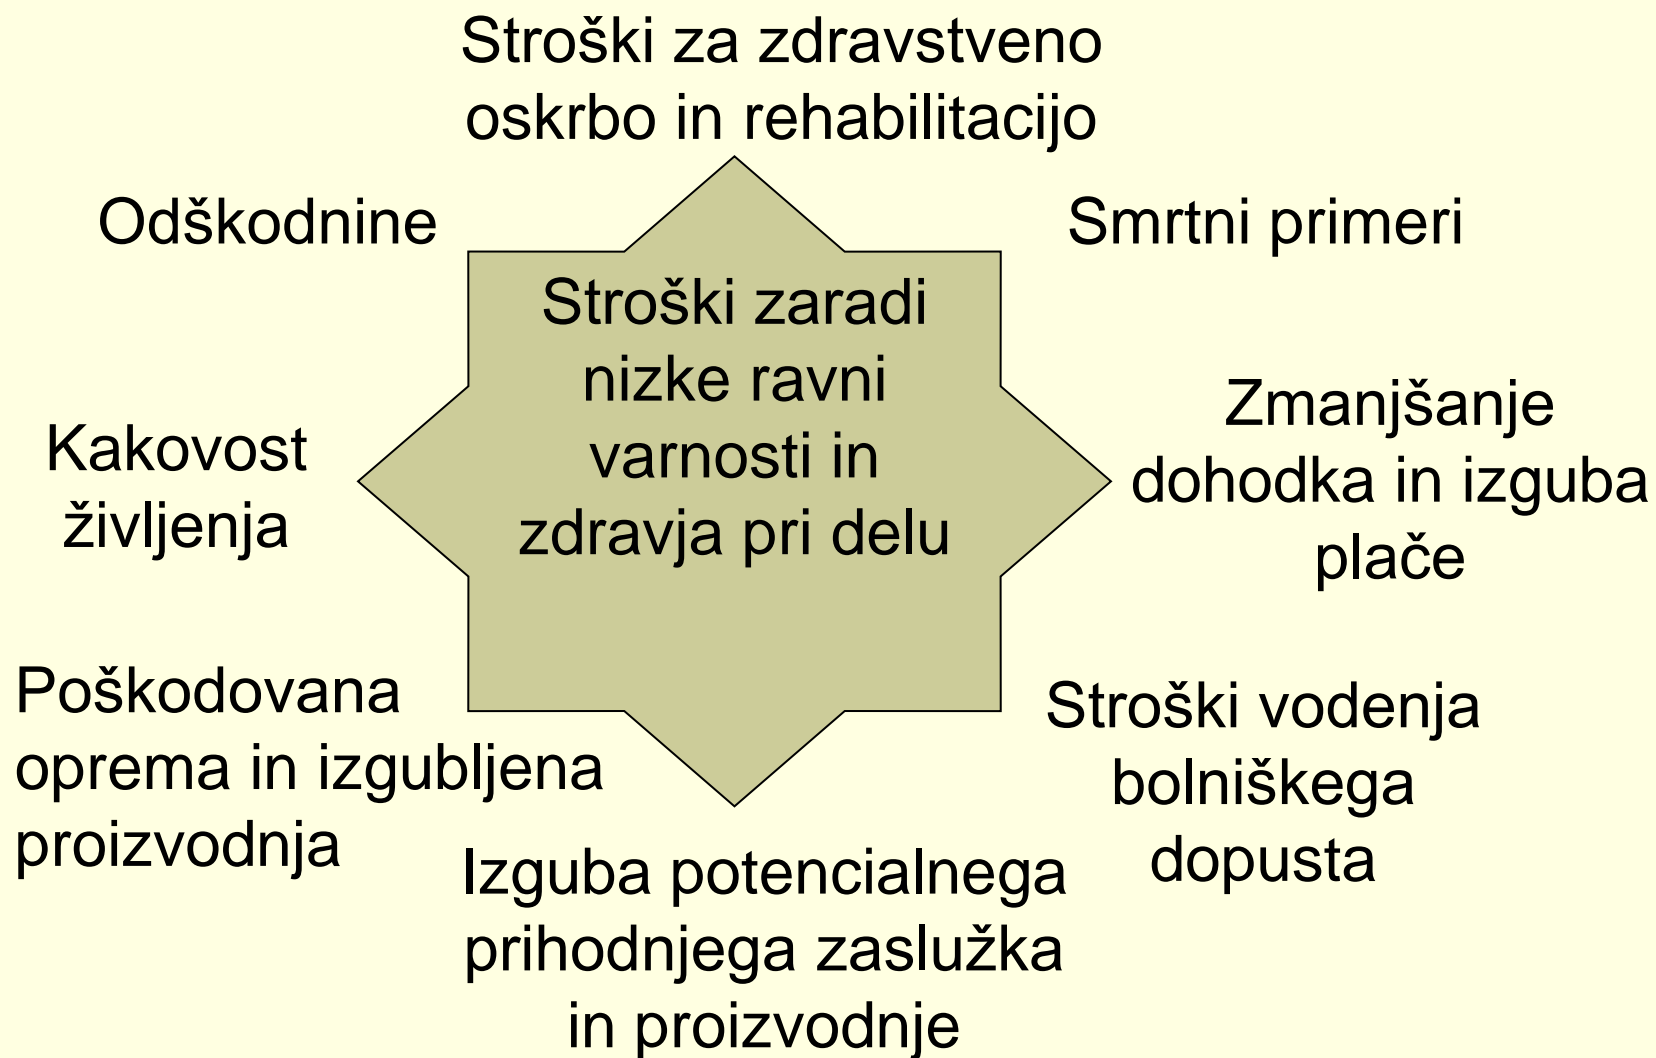 Stroški za zdravstveno
oskrbo in rehabilitacijo
Odškodnine
Smrtni primeri
Stroški zaradi
nizke ravni
varnosti in
zdravja pri delu
Kakovost
življenja
Zmanjšanje
dohodka in izguba
plače
Poškodovana
oprema in izgubljena
proizvodnja
Stroški vodenja
bolniškega
dopusta
Izguba potencialnega
prihodnjega zaslužka
in proizvodnje